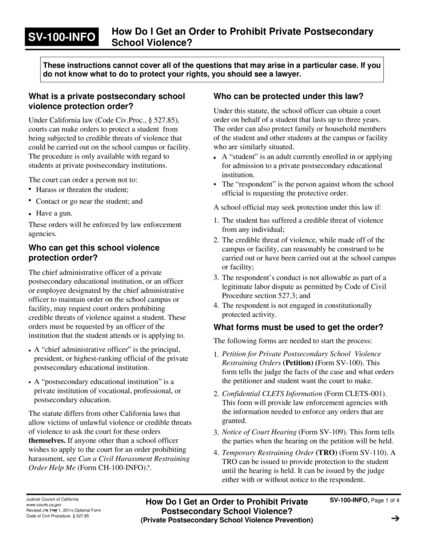 SV-100-INFO
How Do I Get an Order to Prohibit Private Postsecondary
School Violence?
These instructions cannot cover all of the questions that may arise in a particular case. If you
do not know what to do to protect your rights, you should see a lawyer.
What is a private postsecondary school
violence protection order?
Under California law (Code Civ.Proc., § 527.85),
courts can make orders to protect a student from
being subjected to credible threats of violence that
could be carried out on the school campus or facility.
The procedure is only available with regard to
students at private postsecondary institutions.
The court can order a person not to:
• Harass or threaten the student;
• Contact or go near the student; and
• Have a gun.
These orders will be enforced by law enforcement
agencies.
Who can get this school violence
protection order?
The chief administrative officer of a private
postsecondary educational institution, or an officer
or employee designated by the chief administrative
officer to maintain order on the school campus or
facility, may request court orders prohibiting
credible threats of violence against a student. These
orders must be requested by an officer of the
institution that the student attends or is applying to.
• A “chief administrative officer” is the principal,
president, or highest-ranking official of the private
postsecondary educational institution.
• A “postsecondary educational institution” is a
private institution of vocational, professional, or
postsecondary education.
The statute differs from other California laws that
allow victims of unlawful violence or credible threats
of violence to ask the court for these orders
themselves. If anyone other than a school officer
wishes to apply to the court for an order prohibiting
harassment, see Can a Civil Harassment Restraining
Order Help Me (Form CH-100-INFO)?.
Who can be protected under this law?
Under this statute, the school officer can obtain a court
order on behalf of a student that lasts up to three years.
The order can also protect family or household members
of the student and other students at the campus or facility
who are similarly situated.
• A “student” is an adult currently enrolled in or applying
for admission to a private postsecondary educational
institution.
• The “respondent” is the person against whom the school
official is requesting the protective order.
A school official may seek protection under this law if:
1. The student has suffered a credible threat of violence
from any individual;
2. The credible threat of violence, while made off of the
campus or facility, can reasonably be construed to be
carried out or have been carried out at the school campus
or facility;
3. The respondent’s conduct is not allowable as part of a
legitimate labor dispute as permitted by Code of Civil
Procedure section 527.3; and
4. The respondent is not engaged in constitutionally
protected activity.
What forms must be used to get the order?
The following forms are needed to start the process:
1. Petition for Private Postsecondary School Violence
Restraining Orders (Petition) (Form SV-100). This
form tells the judge the facts of the case and what orders
the petitioner and student want the court to make.
2. Confidential CLETS Information (Form CLETS-001).
This form will provide law enforcement agencies with
the information needed to enforce any orders that are
granted.
3. Notice of Court Hearing (Form SV-109). This form tells
the parties when the hearing on the petition will be held.
4. Temporary Restraining Order (TRO) (Form SV-110). A
TRO can be issued to provide protection to the student
until the hearing is held. It can be issued by the judge
either with or without notice to the respondent.
Judicial Council of California
www.courts.ca.gov
Revised 1, Optional Form
Code of Civil Procedure, § 527.85
How Do I Get an Order to Prohibit Private
Postsecondary School Violence?
(Private Postsecondary School Violence Prevention)
SV-100-INFO, Page 1 of 4
➔